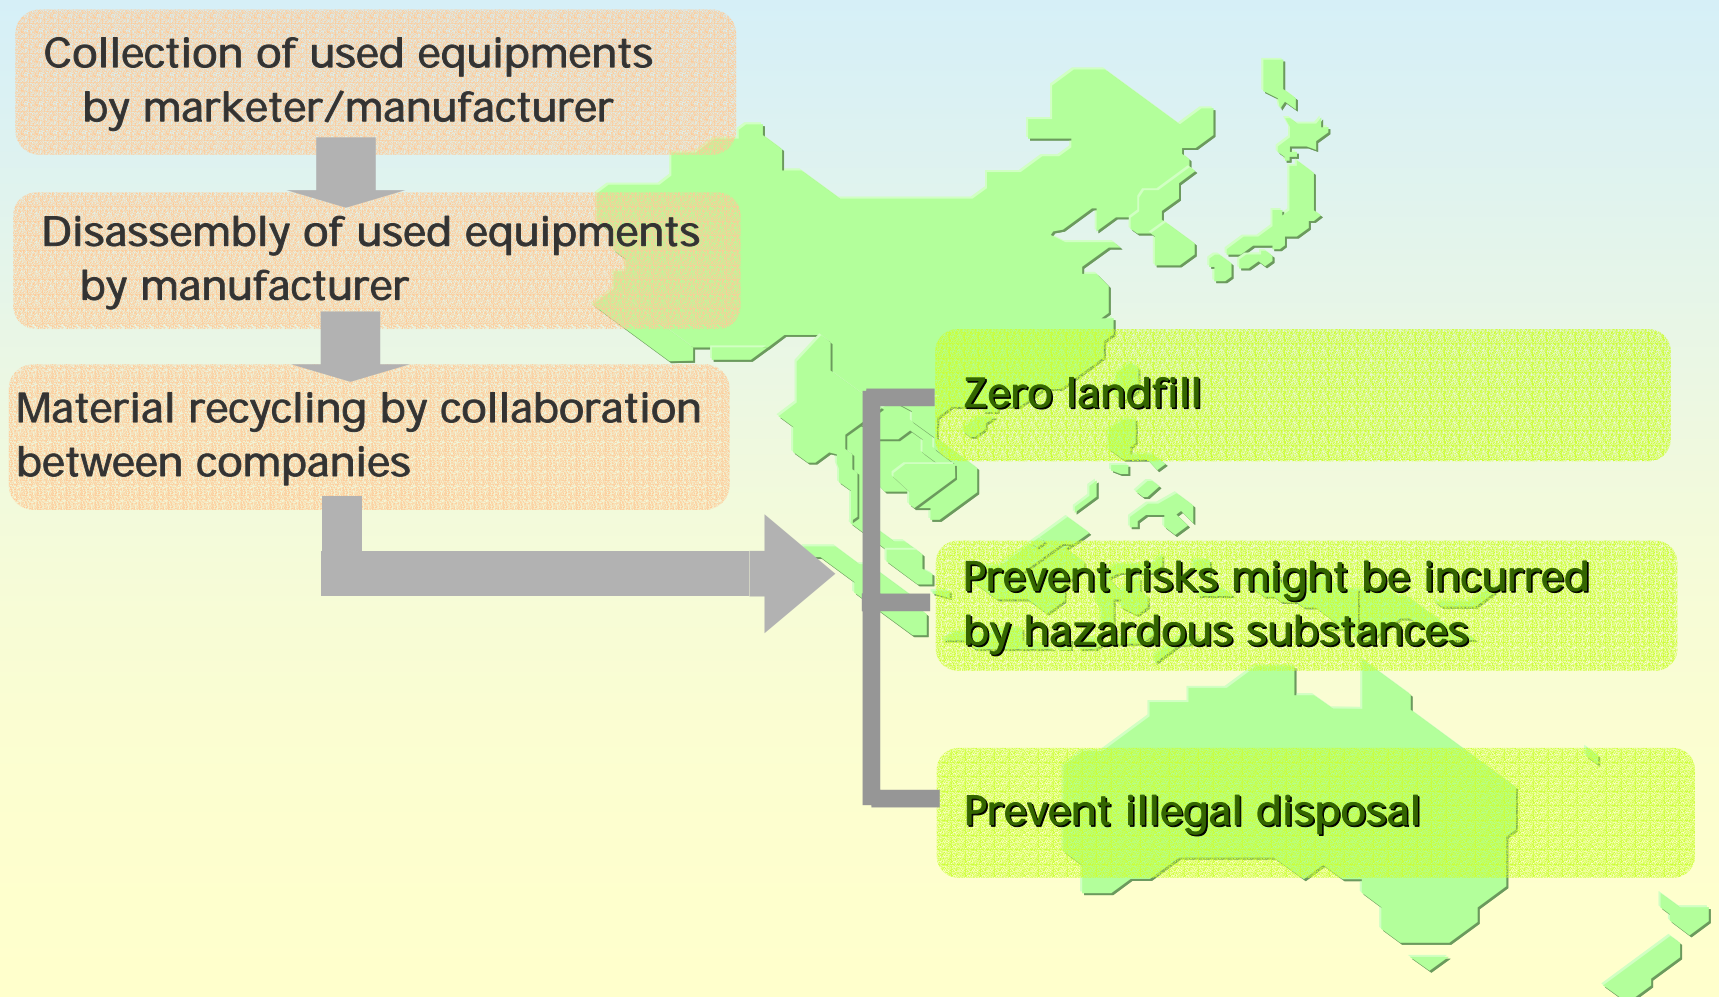 Collection of used equipments
by marketer/manufacturer
Disassembly of used equipments
by manufacturer
Material recycling by collaboration
between companies
Zero landfill
Prevent risks might be incurred
by hazardous substances
Prevent illegal disposal